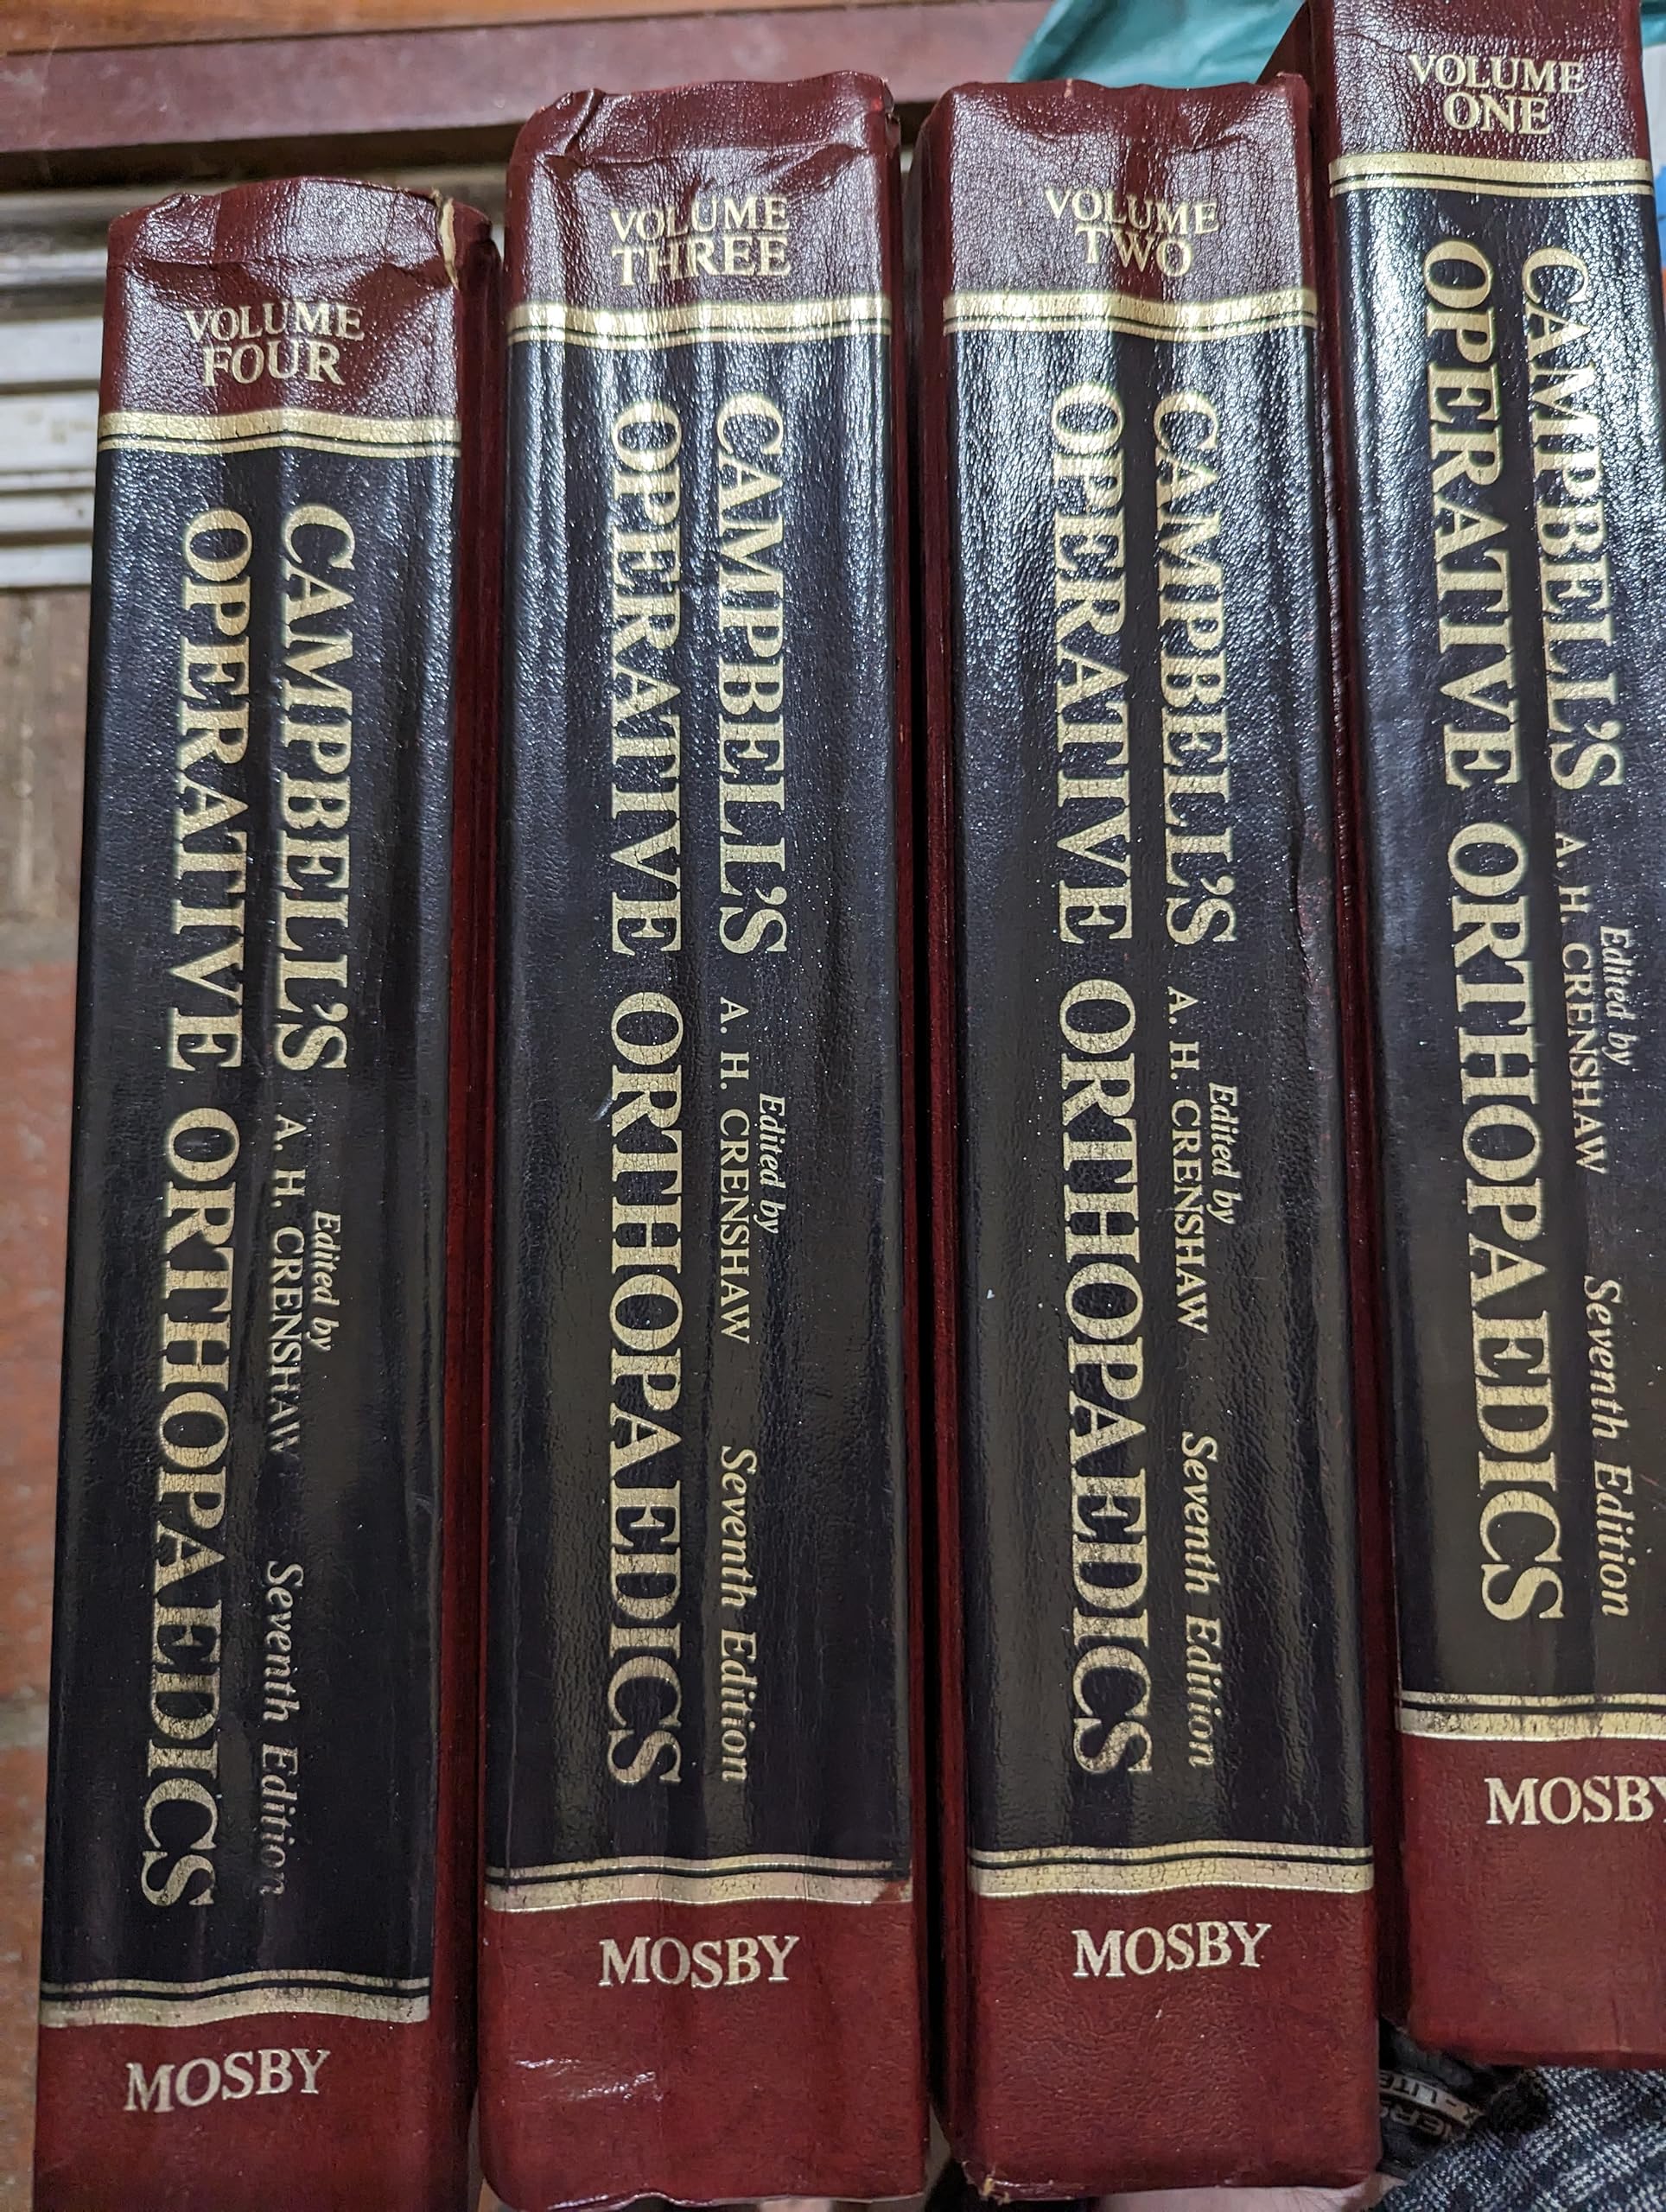 VOLUME
FOUR
CAMPBELL'S
OPERATIVE ORTHOPAEDICS
Edited by
A. H. CRENSHAW
Seventh Edition
MOSBY
VOLUME
THREE
CAMPBELL'S
OPERATIVE ORTHOPAEDICS
Edited by
A. H. CRENSHAW
Seventh Edition
MOSBY
VOLUME
TWO
CAMPBELL'S
OPERATIVE ORTHOPAEDICS
Edited by
A. H. CRENSHAW
Seventh Edition
MOSBY
VOLUME
ONE
CAMPBELL'S
OPERATIVE ORTHOPAEDICS
Edited by
A. H. CRENSHAW
Seventh Edition
MOSBY